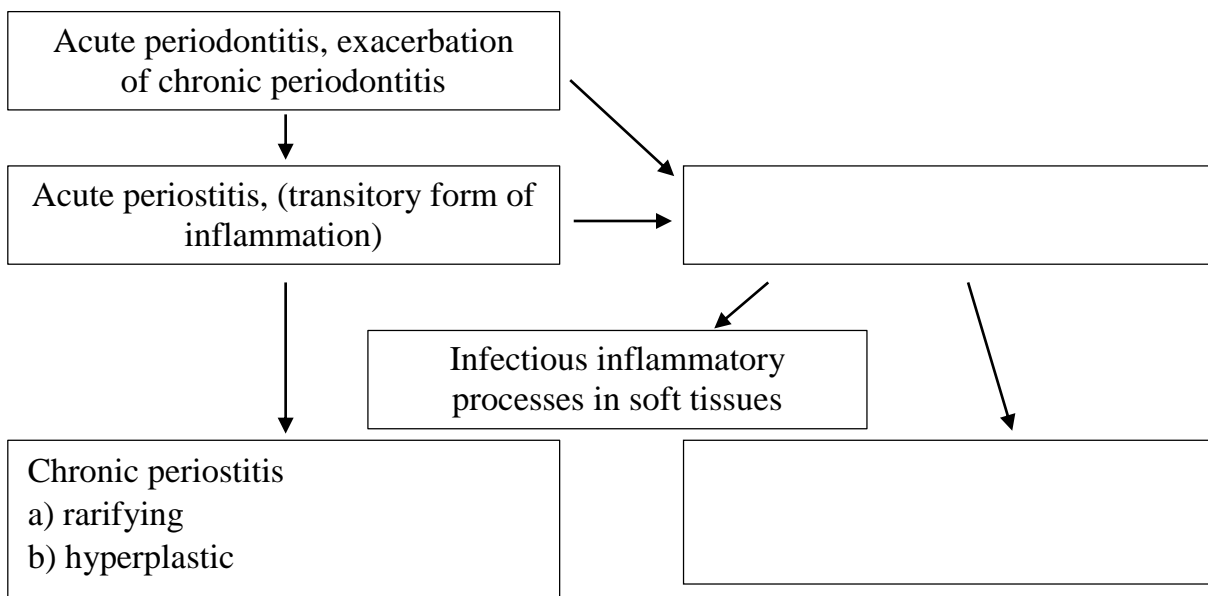 Acute periodontitis, exacerbation
of chronic periodontitis
Acute periostitis, (transitory form of
inflammation)
Infectious inflammatory
processes in soft tissues
Chronic periostitis
a) rarifying
b) hyperplastic